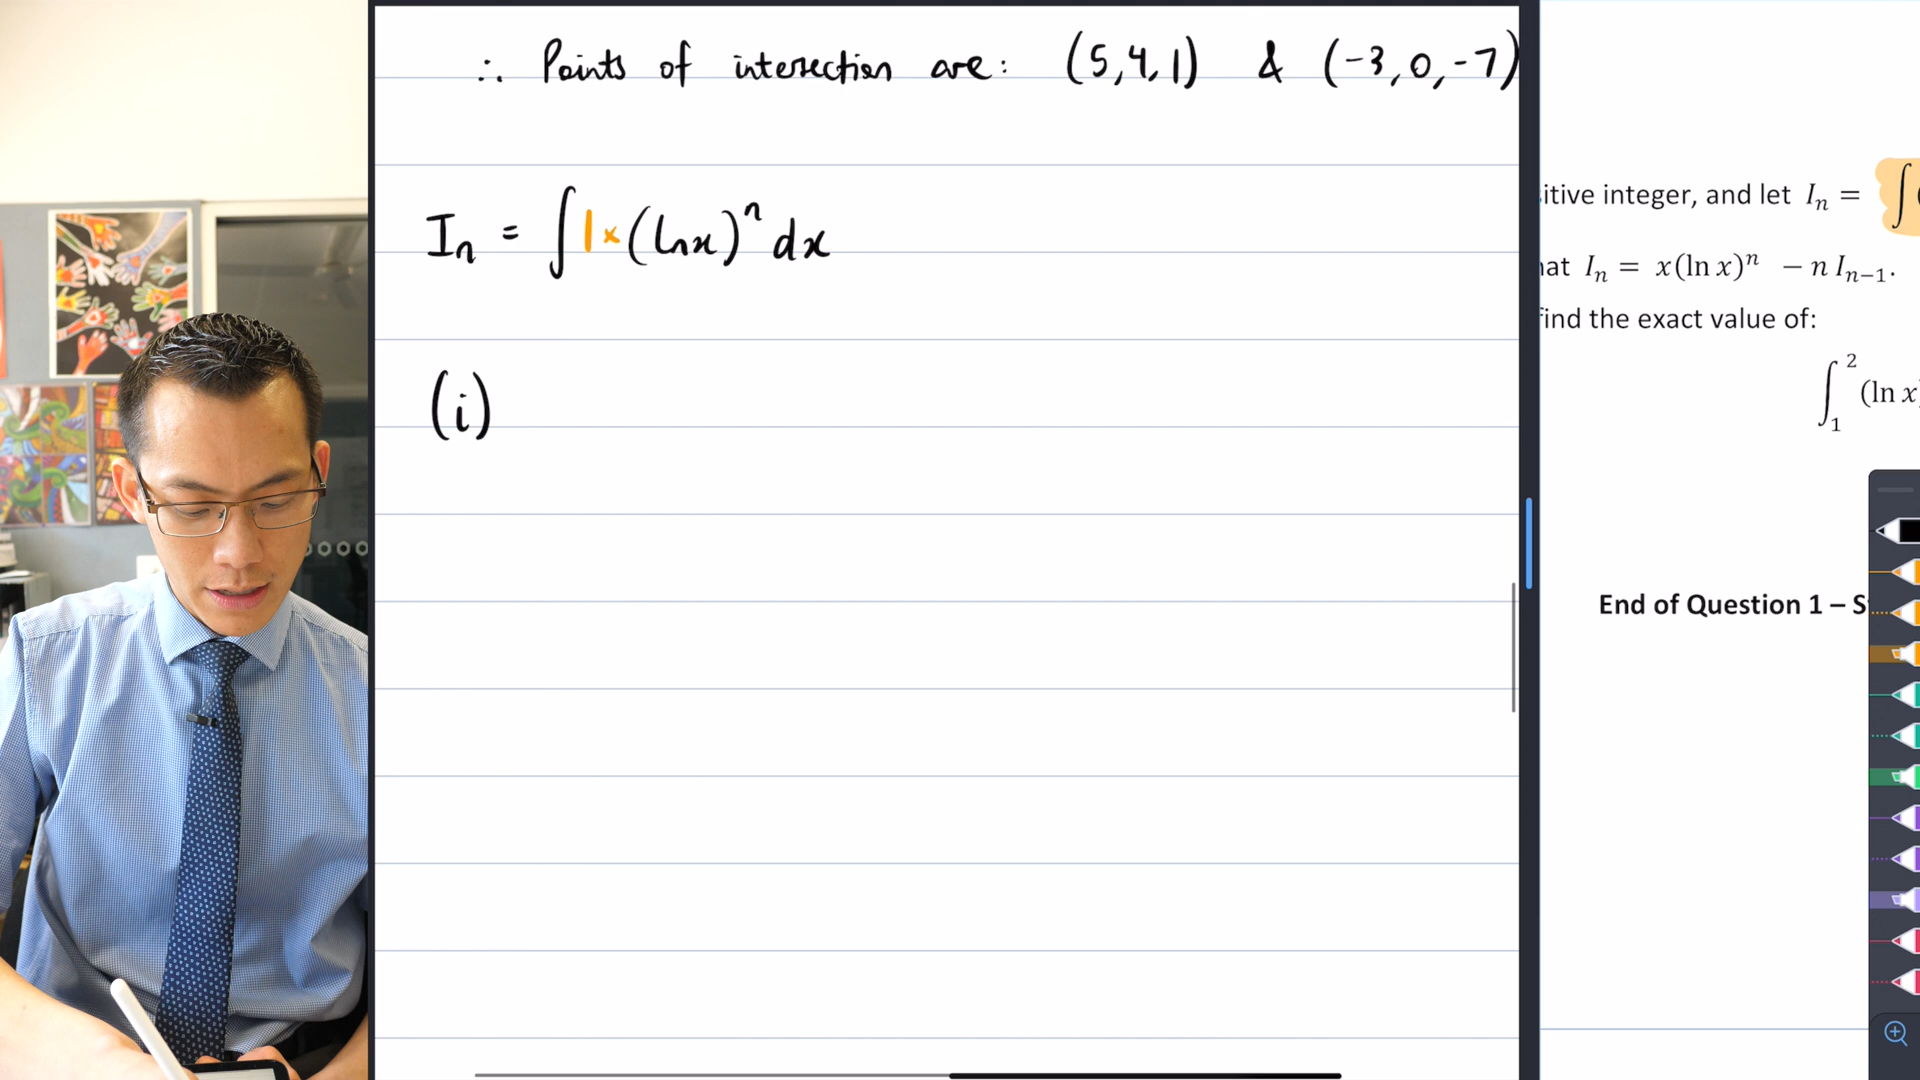 ∴ Points of intersection are: (5,4,1) & (-3,0,-7)
Iₙ = ∫ 1× (ln x)ⁿ dx
(i)
itive integer, and let Iₙ = ∫
hat Iₙ = x(ln x)ⁿ − n Iₙ₋₁.
find the exact value of:
∫₁² (ln x)
End of Question 1 – S